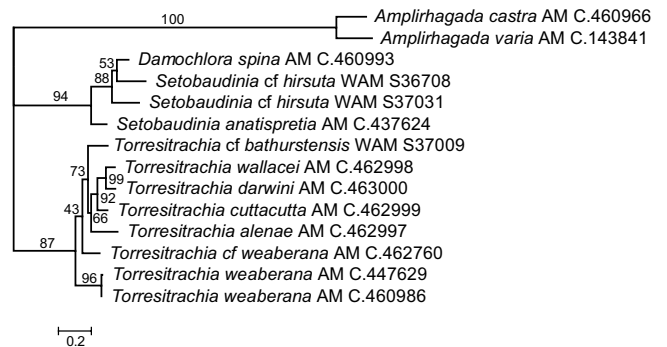 100
Amplirhagada castra AM C.460966
Amplirhagada varia AM C.143841
53
Damochlora spina AM C.460993
88
Setobaudinia cf hirsuta WAM S36708
94
Setobaudinia cf hirsuta WAM S37031
Setobaudinia anatispretia AM C.437624
Torresitrachia cf bathurstensis WAM S37009
73
Torresitrachia wallacei AM C.462998
99
Torresitrachia darwini AM C.463000
92
Torresitrachia cuttacutta AM C.462999
43
66
Torresitrachia alenae AM C.462997
87
Torresitrachia cf weaberana AM C.462760
96
Torresitrachia weaberana AM C.447629
Torresitrachia weaberana AM C.460986
0.2